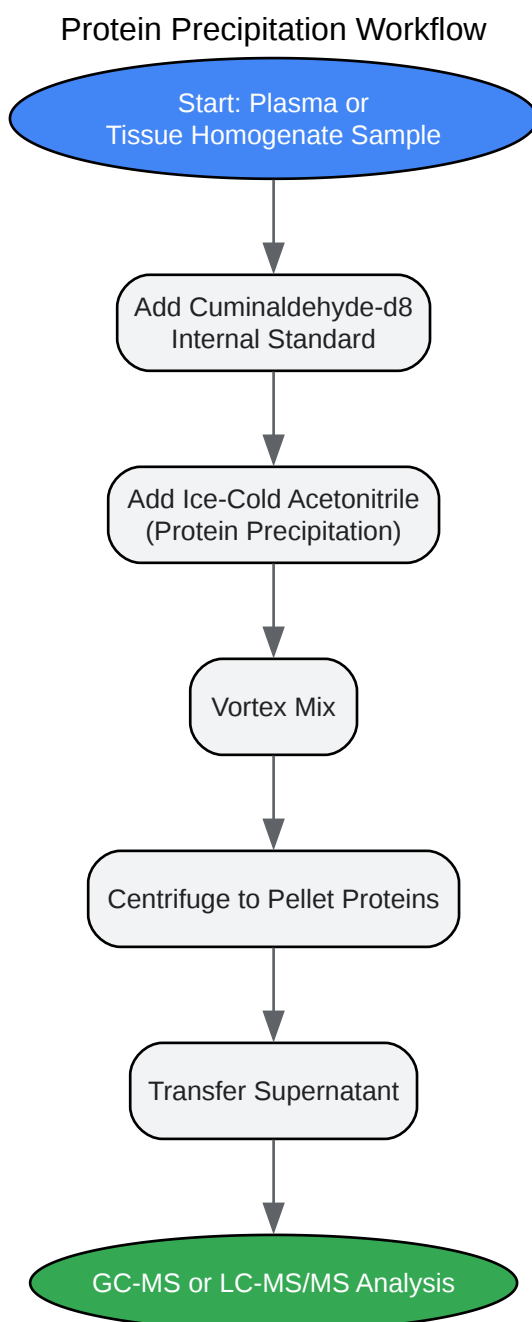 Protein Precipitation Workflow
Start: Plasma or
Tissue Homogenate Sample
Add Cuminaldehyde-d8
Internal Standard
Add Ice-Cold Acetonitrile
(Protein Precipitation)
Vortex Mix
Centrifuge to Pellet Proteins
Transfer Supernatant
GC-MS or LC-MS/MS Analysis